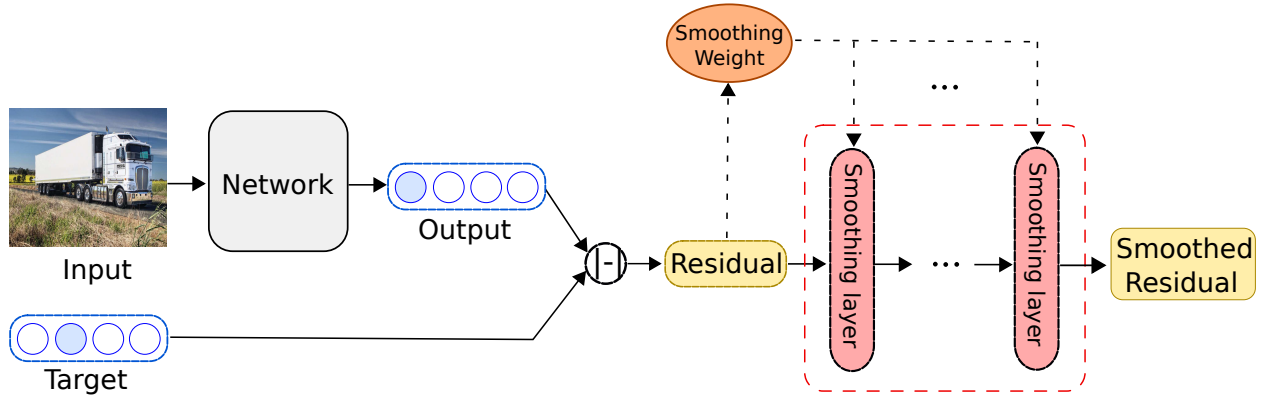 Smoothing
Weight
...
Network
Input
Output
|-|
Residual
Smoothing layer
...
Smoothing layer
Smoothed
Residual
Target